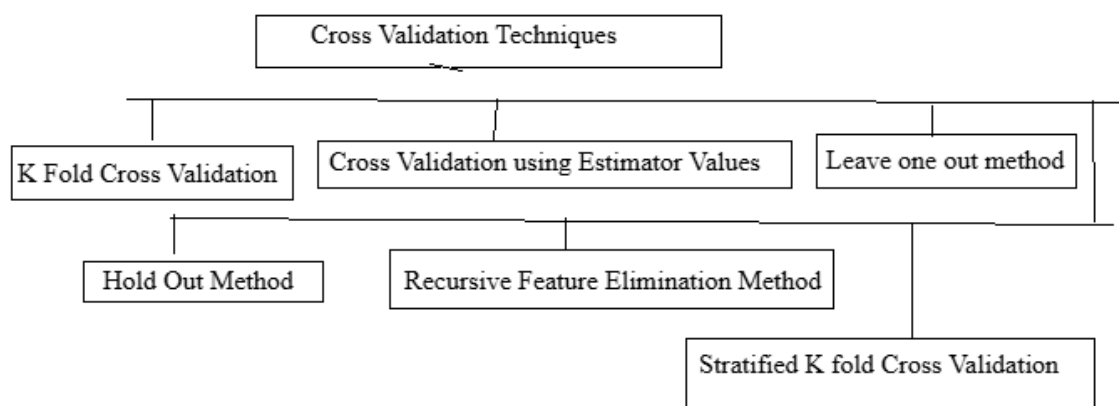 Cross Validation Techniques
K Fold Cross Validation
Cross Validation using Estimator Values
Leave one out method
Hold Out Method
Recursive Feature Elimination Method
Stratified K fold Cross Validation